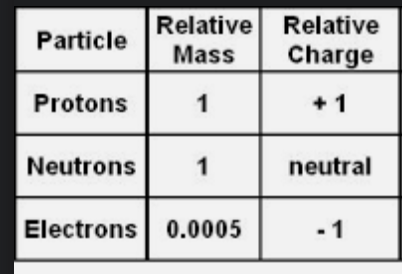 Particle Relative Mass Relative Charge
Protons 1 + 1
Neutrons 1 neutral
Electrons 0.0005 - 1